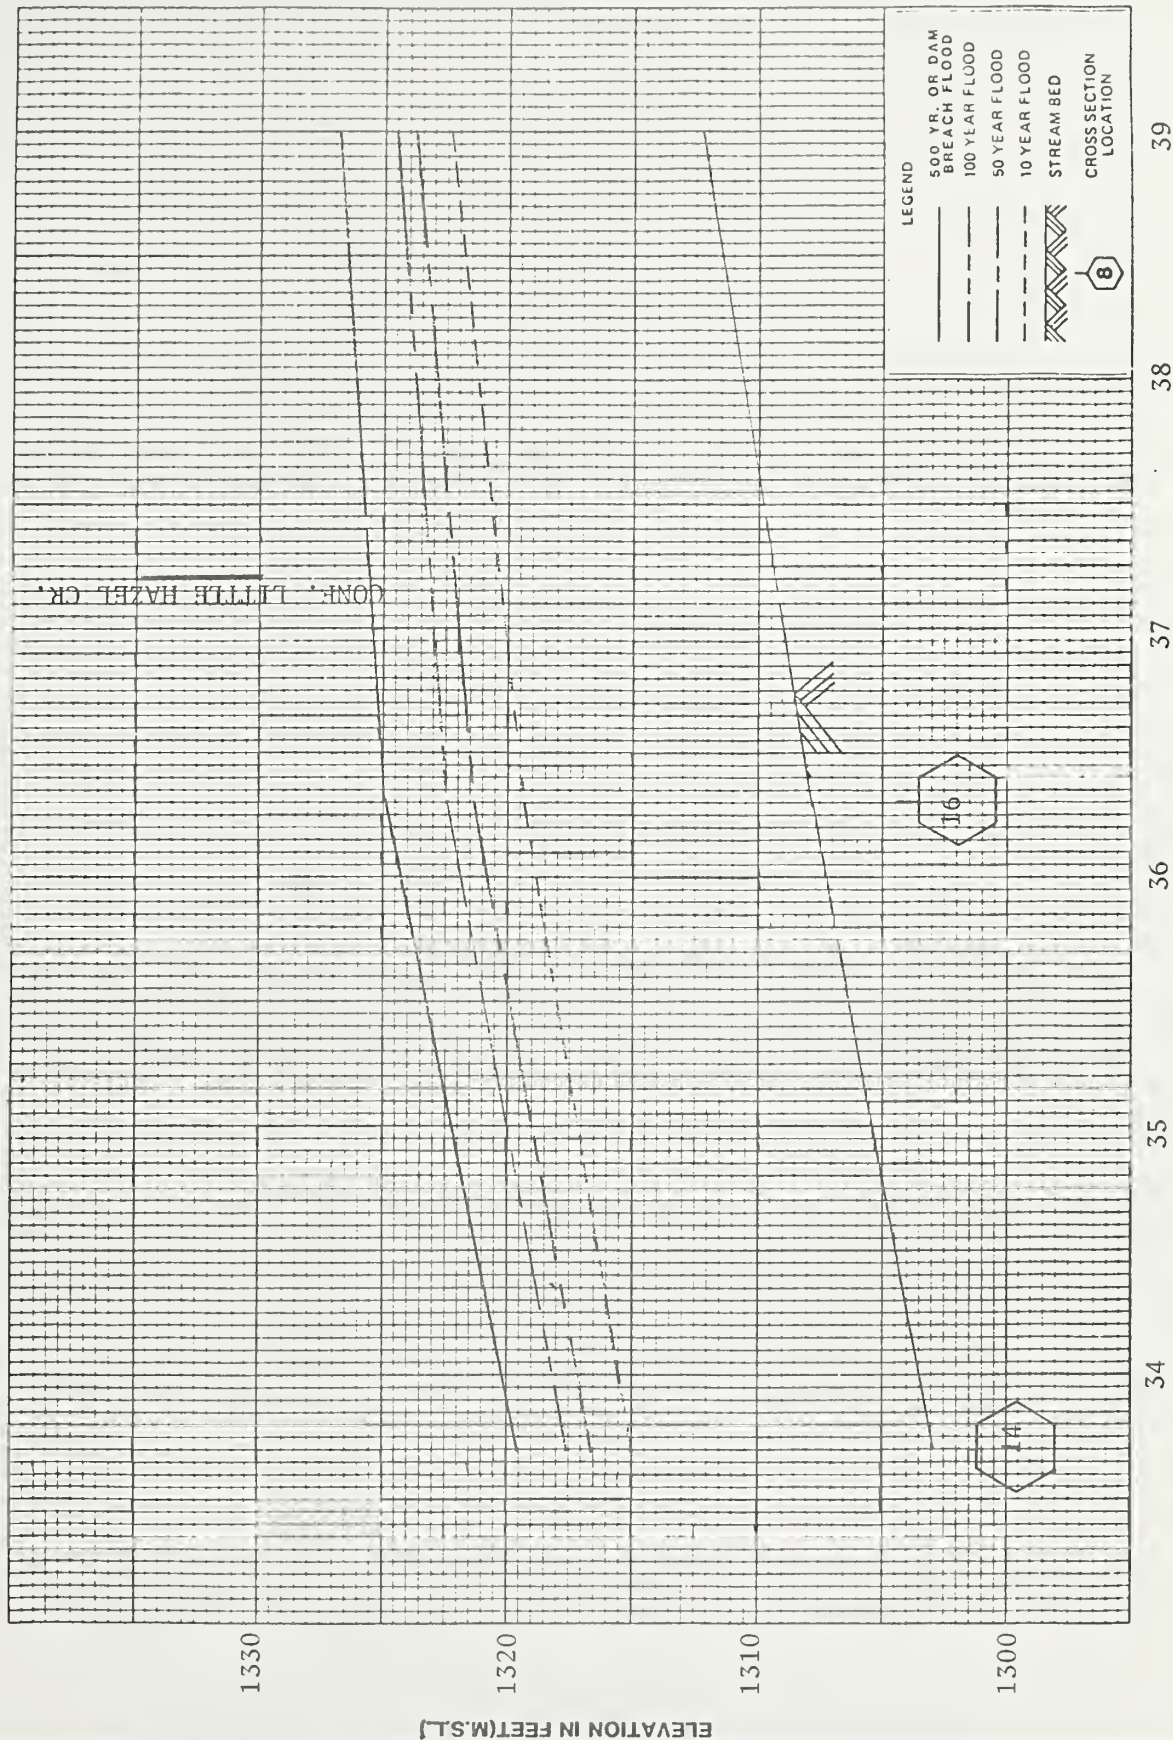 CONF. LITTLE HAZEL CR.
LEGEND
500 YR. OR DAM
BREACH FLOOD
100 YEAR FLOOD
50 YEAR FLOOD
10 YEAR FLOOD
STREAM BED
8
CROSS SECTION
LOCATION
16
14
1330
1320
1310
1300
ELEVATION IN FEET (M.S.L.)
34
35
36
37
38
39